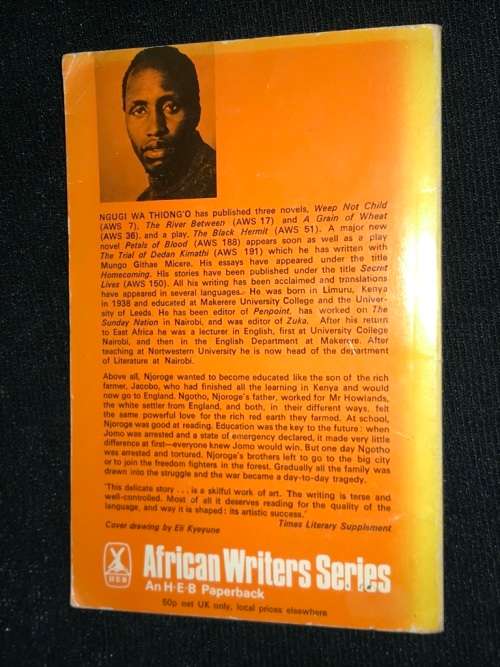 NGUGI WA THIONG'O has published three novels, Weep Not Child
(AWS 7), The River Between (AWS 17) and A Grain of Wheat
(AWS 36), and a play, The Black Hermit (AWS 51). A major new
novel Petals of Blood (AWS 188) appears soon as well as a play
The Trial of Dedan Kimathi (AWS 191) which he has written with
Mungo Githae Micere. His essays have appeared under the title
Homecoming. His stories have been published under the title Secret
Lives (AWS 150). All his writing has been acclaimed and translations
have appeared in several languages. He was born in Limuru, Kenya
in 1938 and educated at Makerere University College and the Univer-
sity of Leeds. He has been editor of Penpoint, has worked on The
Sunday Nation in Nairobi, and was editor of Zuka. After his return
to East Africa he was a lecturer in English, first at University College
Nairobi, and then in the English Department at Makerere. After
teaching at Nortwestern University he is now head of the department
of Literature at Nairobi.
Above all, Njoroge wanted to become educated like the son of the rich
farmer, Jacobo, who had finished all the learning in Kenya and would
now go to England. Ngotho, Njoroge's father, worked for Mr Howlands,
the white settler from England, and both, in their different ways, felt
the same powerful love for the rich red earth they farmed. At school,
Njoroge was good at reading. Education was the key to the future: when
Jomo was arrested and a state of emergency declared, it made very little
difference at first—everyone knew Jomo would win. But one day Ngotho
was arrested and tortured. Njoroge's brothers left to go to the big city
or to join the freedom fighters in the forest. Gradually all the family was
drawn into the struggle and the war became a day-to-day tragedy.
'This delicate story . . . is a skilful work of art. The writing is terse and
well-controlled. Most of all it deserves reading for the quality of the
language, and way it is shaped: its artistic success.'
Times Literary Supplement
Cover drawing by Eli Kyeyune
HEB
African Writers Series
An H·E·B Paperback
50p net UK only, local prices elsewhere